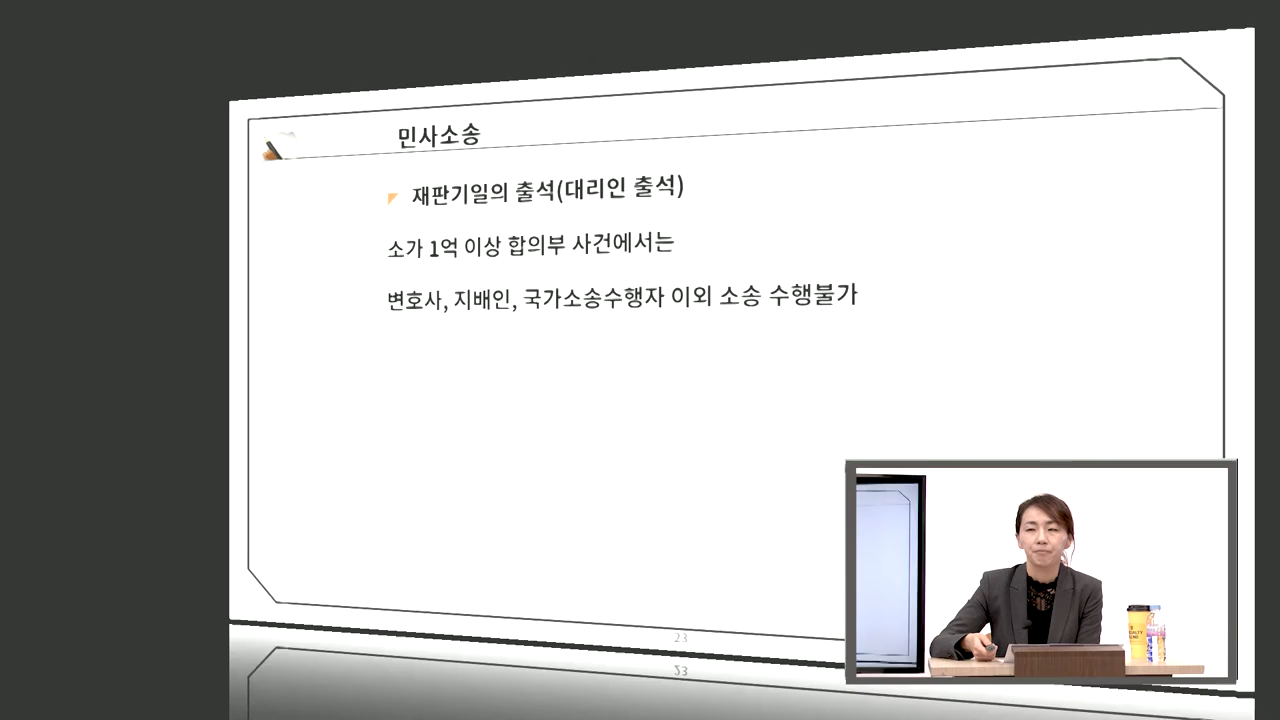 민사소송
재판기일의 출석(대리인 출석)
소가 1억 이상 합의부 사건에서는
변호사, 지배인, 국가소송수행자 이외 소송 수행불가
23